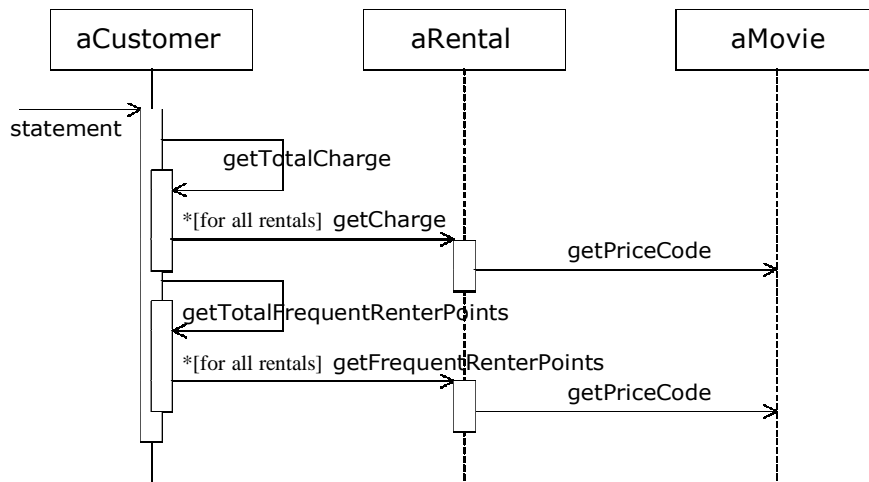 aCustomer
aRental
aMovie
statement
getTotalCharge
*[for all rentals] getCharge
getPriceCode
getTotalFrequentRenterPoints
*[for all rentals] getFrequentRenterPoints
getPriceCode